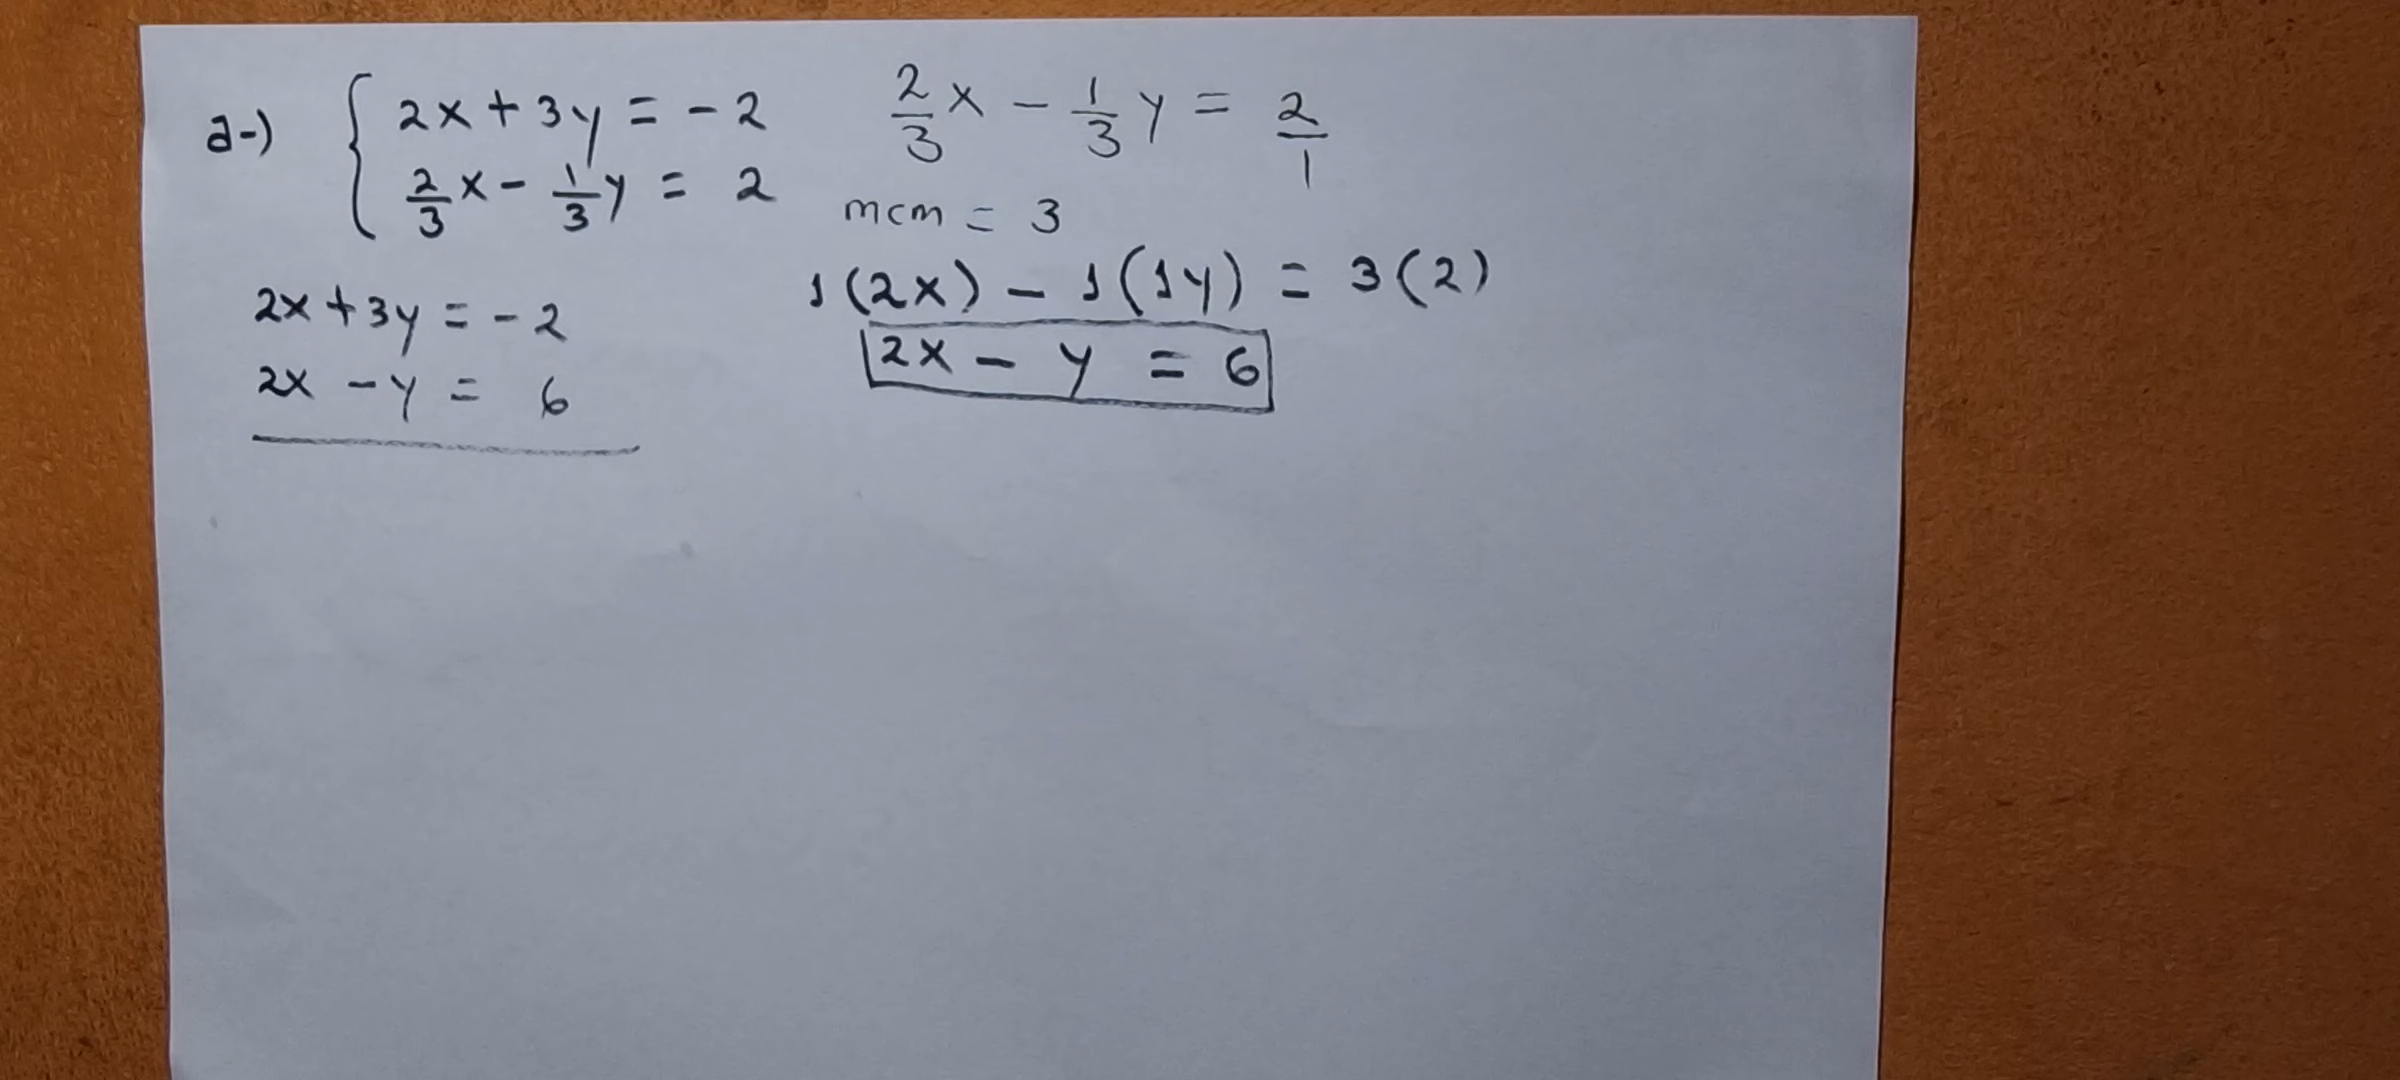 a-) { 2x + 3y = - 2
2/3 x - 1/3 y = 2
2x + 3y = - 2
2x - y = 6
2/3 x - 1/3 y = 2/1
mcm = 3
1 (2x) - 1 (1y) = 3 (2)
2x - y = 6